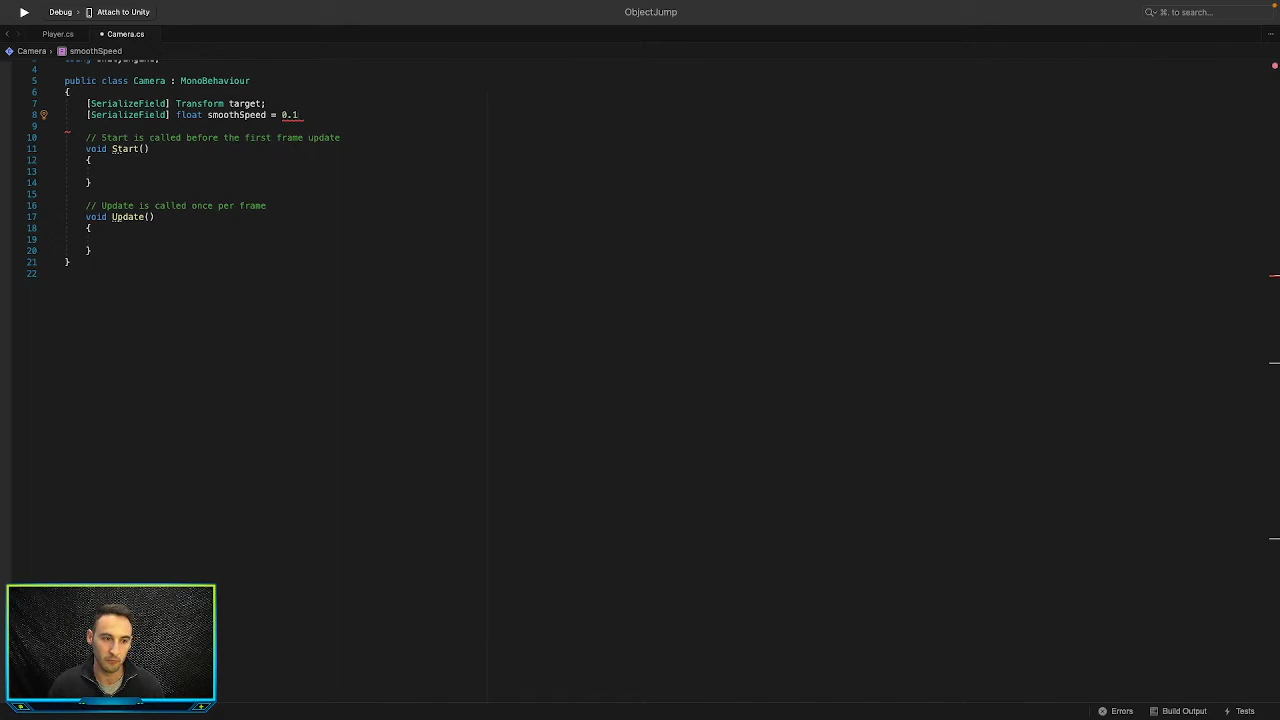 Debug › Attach to Unity
ObjectJump
⌘. to search...
Player.cs
Camera.cs
Camera › smoothSpeed
4
5 public class Camera : MonoBehaviour
6 {
7 [SerializeField] Transform target;
8 [SerializeField] float smoothSpeed = 0.1
9
10 // Start is called before the first frame update
11 void Start()
12 {
13
14 }
15
16 // Update is called once per frame
17 void Update()
18 {
19
20 }
21 }
22
Errors
Build Output
Tests